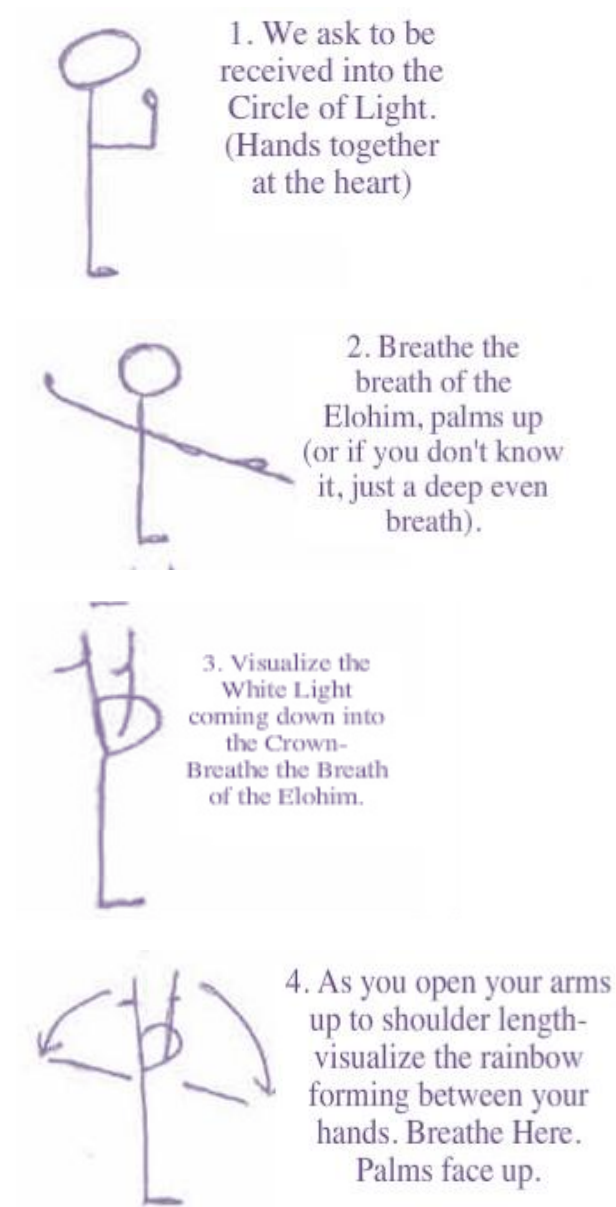 1. We ask to be
received into the
Circle of Light.
(Hands together
at the heart)
2. Breathe the
breath of the
Elohim, palms up
(or if you don't know
it, just a deep even
breath).
3. Visualize the
White Light
coming down into
the Crown-
Breathe the Breath
of the Elohim.
4. As you open your arms
up to shoulder length-
visualize the rainbow
forming between your
hands. Breathe Here.
Palms face up.